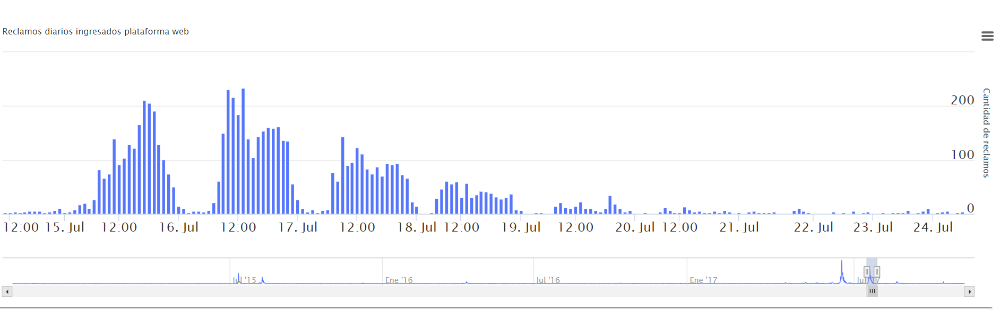 Reclamos diarios ingresados plataforma web
200
100
0
Cantidad de reclamos
12:00 15. Jul 12:00 16. Jul 12:00 17. Jul 12:00 18. Jul 12:00 19. Jul 12:00 20. Jul 12:00 21. Jul 22. Jul 23. Jul 24. Jul
Jul '15 Ene '16 Jul '16 Ene '17